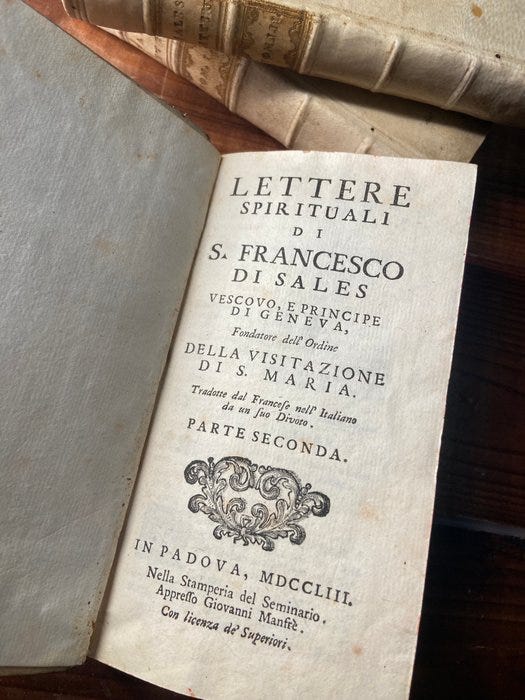 LETTERE
SPIRITUALI
DI
S. FRANCESCO
DI SALES
VESCOVO, E PRINCIPE
DI GENEVA,
Fondatore dell'Ordine
DELLA VISITAZIONE
DI S. MARIA.
Tradotte dal Franceſe nell'Italiano
da un ſuo Divoto.
PARTE SECONDA.
IN PADOVA, MDCCLIII.
Nella Stamperia del Seminario.
Appreſſo Giovanni Manfrè.
Con licenza de' Superiori.